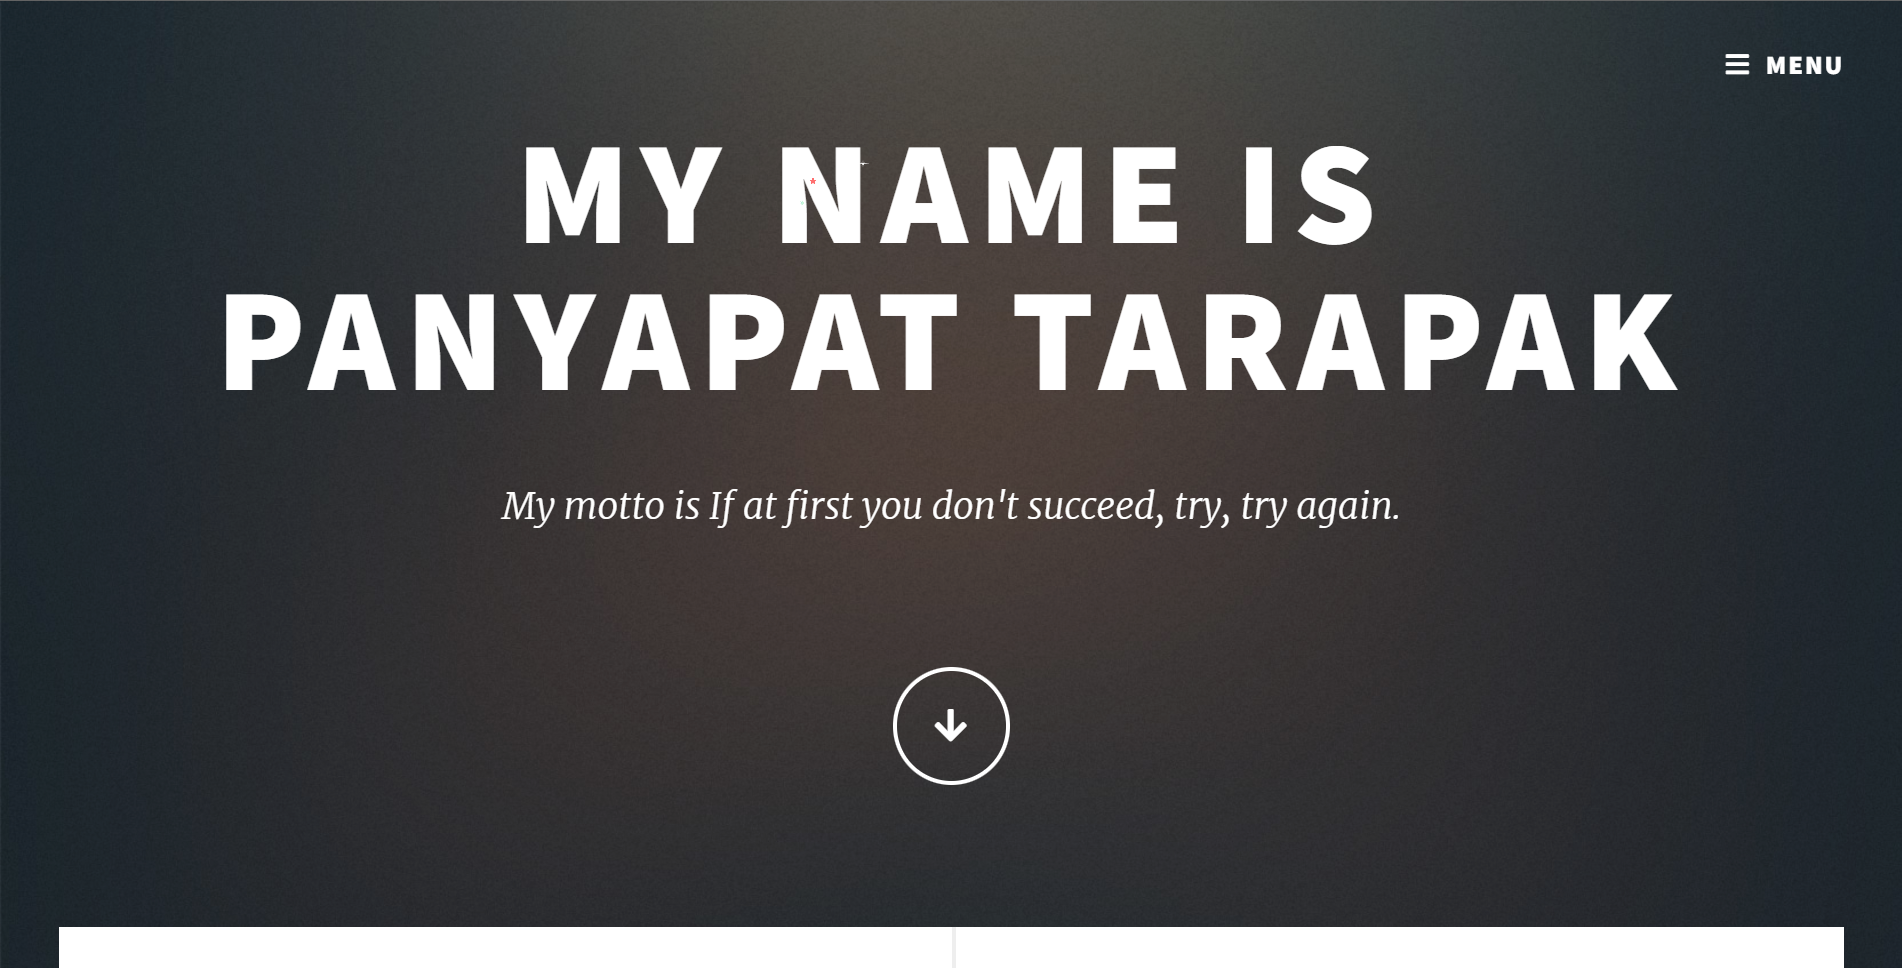 MENU
MY NAME IS
PANYAPAT TARAPAK
My motto is If at first you don't succeed, try, try again.